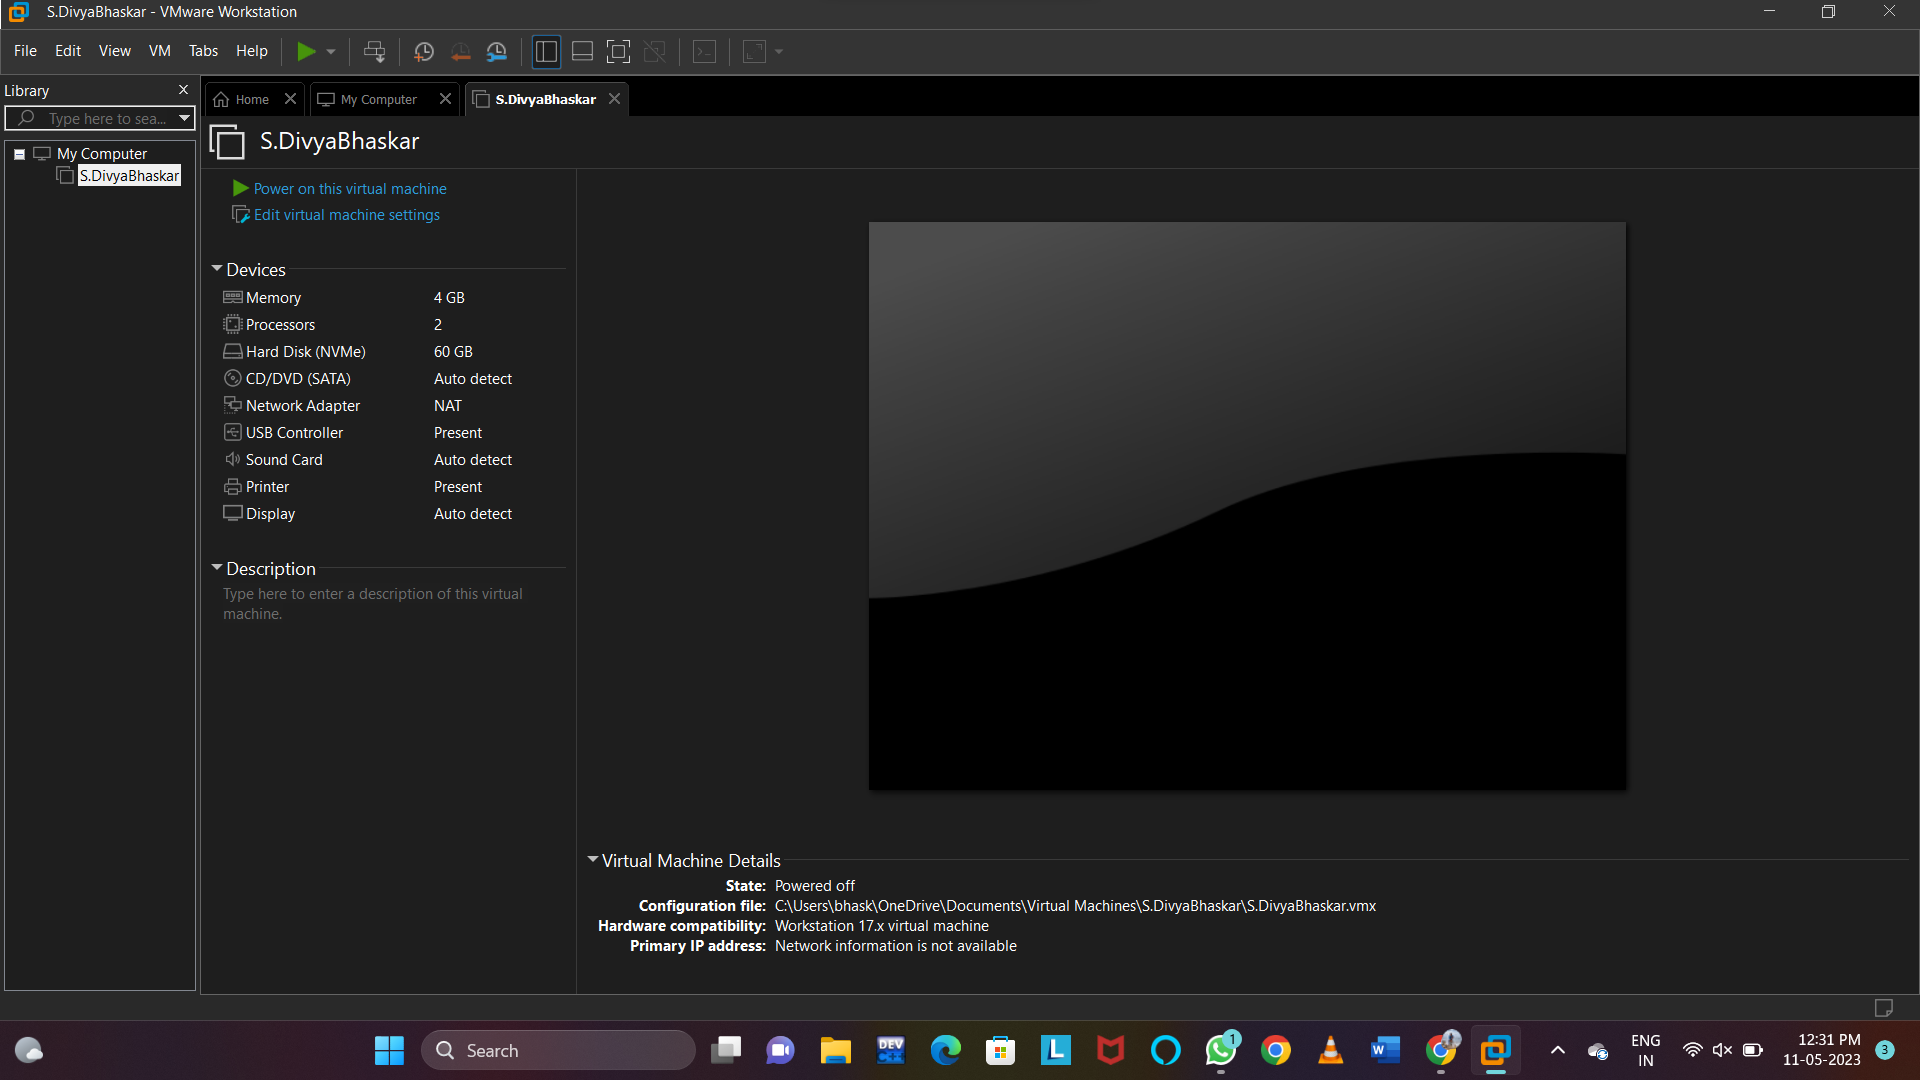 S.DivyaBhaskar - VMware Workstation
File Edit View VM Tabs Help
Library
Type here to sea...
My Computer
S.DivyaBhaskar
Home My Computer S.DivyaBhaskar
S.DivyaBhaskar
Power on this virtual machine
Edit virtual machine settings
Devices
Memory 4 GB
Processors 2
Hard Disk (NVMe) 60 GB
CD/DVD (SATA) Auto detect
Network Adapter NAT
USB Controller Present
Sound Card Auto detect
Printer Present
Display Auto detect
Description
Type here to enter a description of this virtual
machine.
Virtual Machine Details
State: Powered off
Configuration file: C:\Users\bhask\OneDrive\Documents\Virtual Machines\S.DivyaBhaskar\S.DivyaBhaskar.vmx
Hardware compatibility: Workstation 17.x virtual machine
Primary IP address: Network information is not available
Search
DEV
C++
L
1
W
ENG
IN
12:31 PM
11-05-2023
3